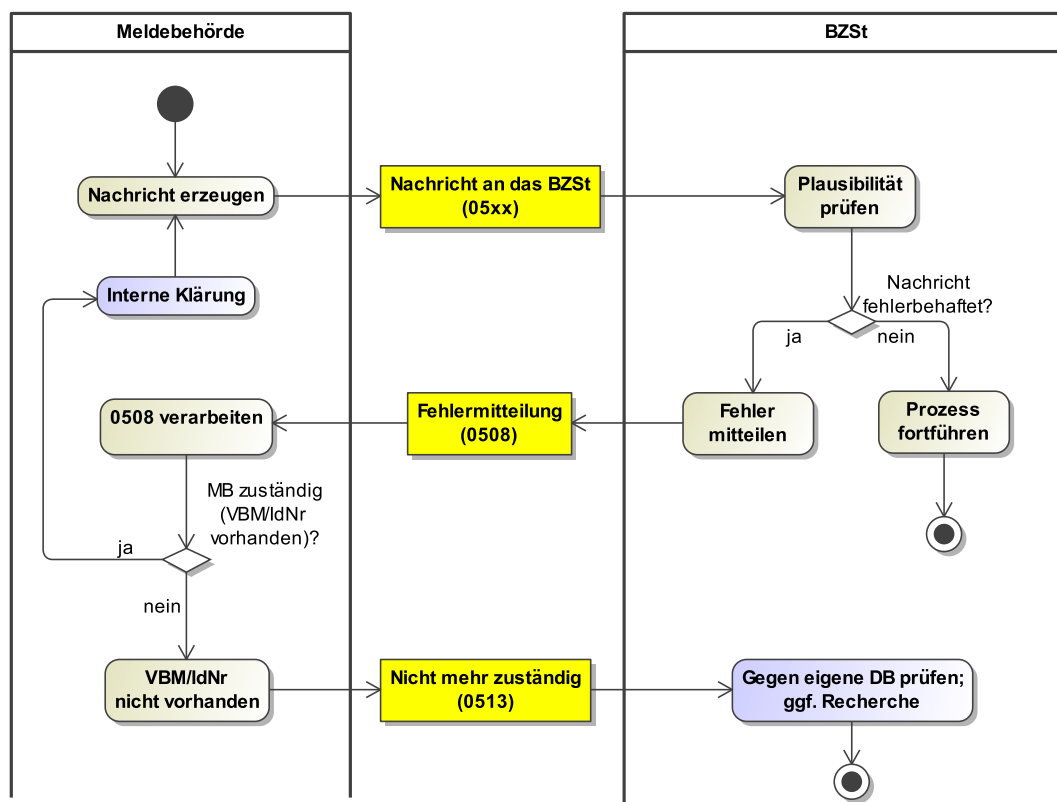 Meldebehörde
BZSt
Nachricht erzeugen
Nachricht an das BZSt
(05xx)
Plausibilität
prüfen
Interne Klärung
Nachricht
fehlerbehaftet?
ja
nein
0508 verarbeiten
Fehlermitteilung
(0508)
Fehler
mitteilen
Prozess
fortführen
MB zuständig
(VBM/IdNr
vorhanden)?
ja
nein
VBM/IdNr
nicht vorhanden
Nicht mehr zuständig
(0513)
Gegen eigene DB prüfen;
ggf. Recherche